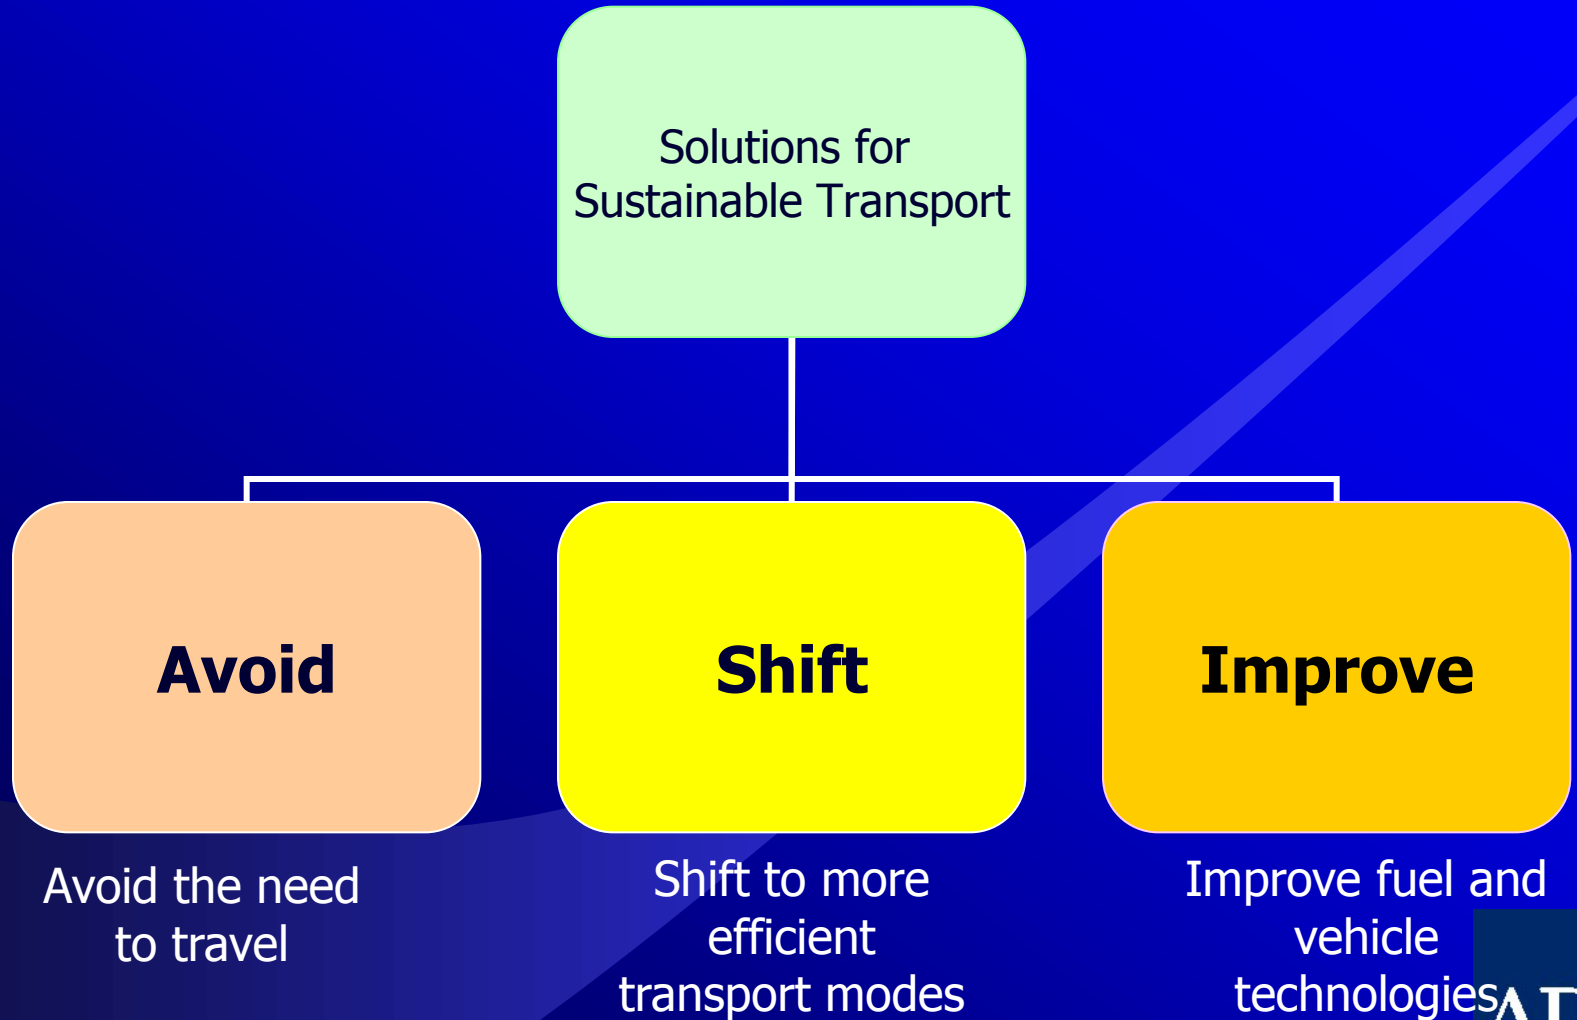 Solutions for
Sustainable Transport
Avoid
Shift
Improve
Avoid the need
to travel
Shift to more
efficient
transport modes
Improve fuel and
vehicle
technologies